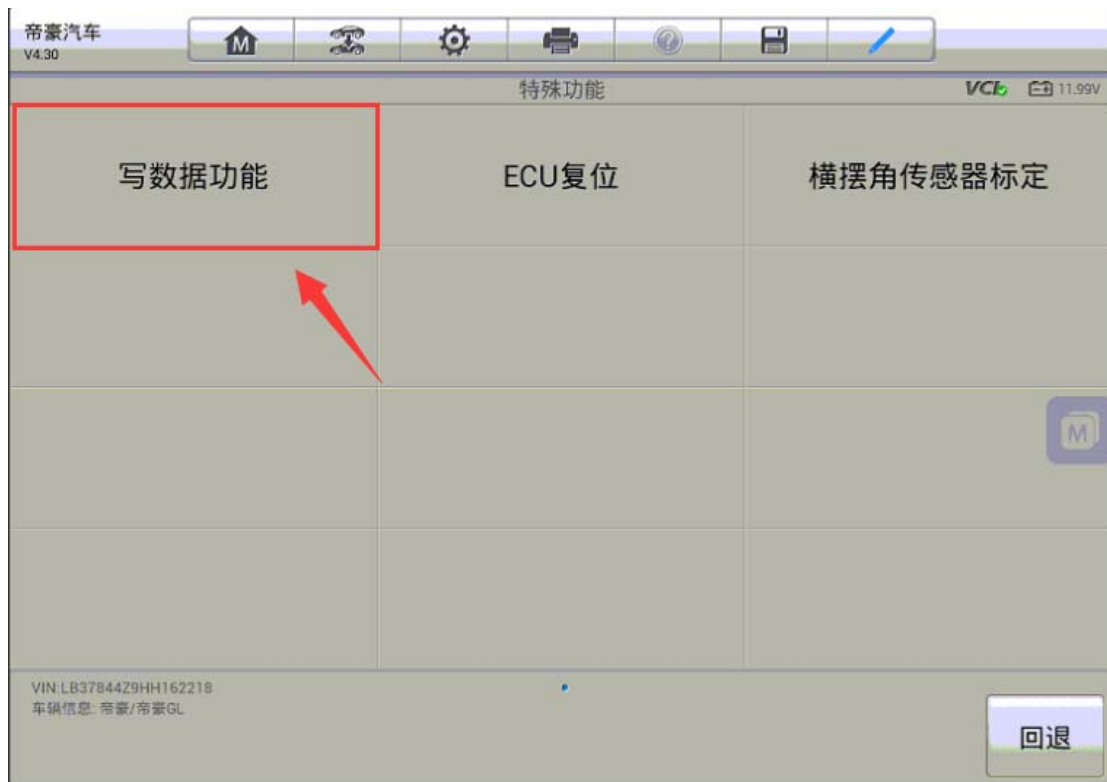 帝豪汽车
V4.30
M
特殊功能
VCI
11.99V
写数据功能
ECU复位
横摆角传感器标定
M
VIN:LB37844Z9HH162218
车辆信息: 帝豪/帝豪GL
回退